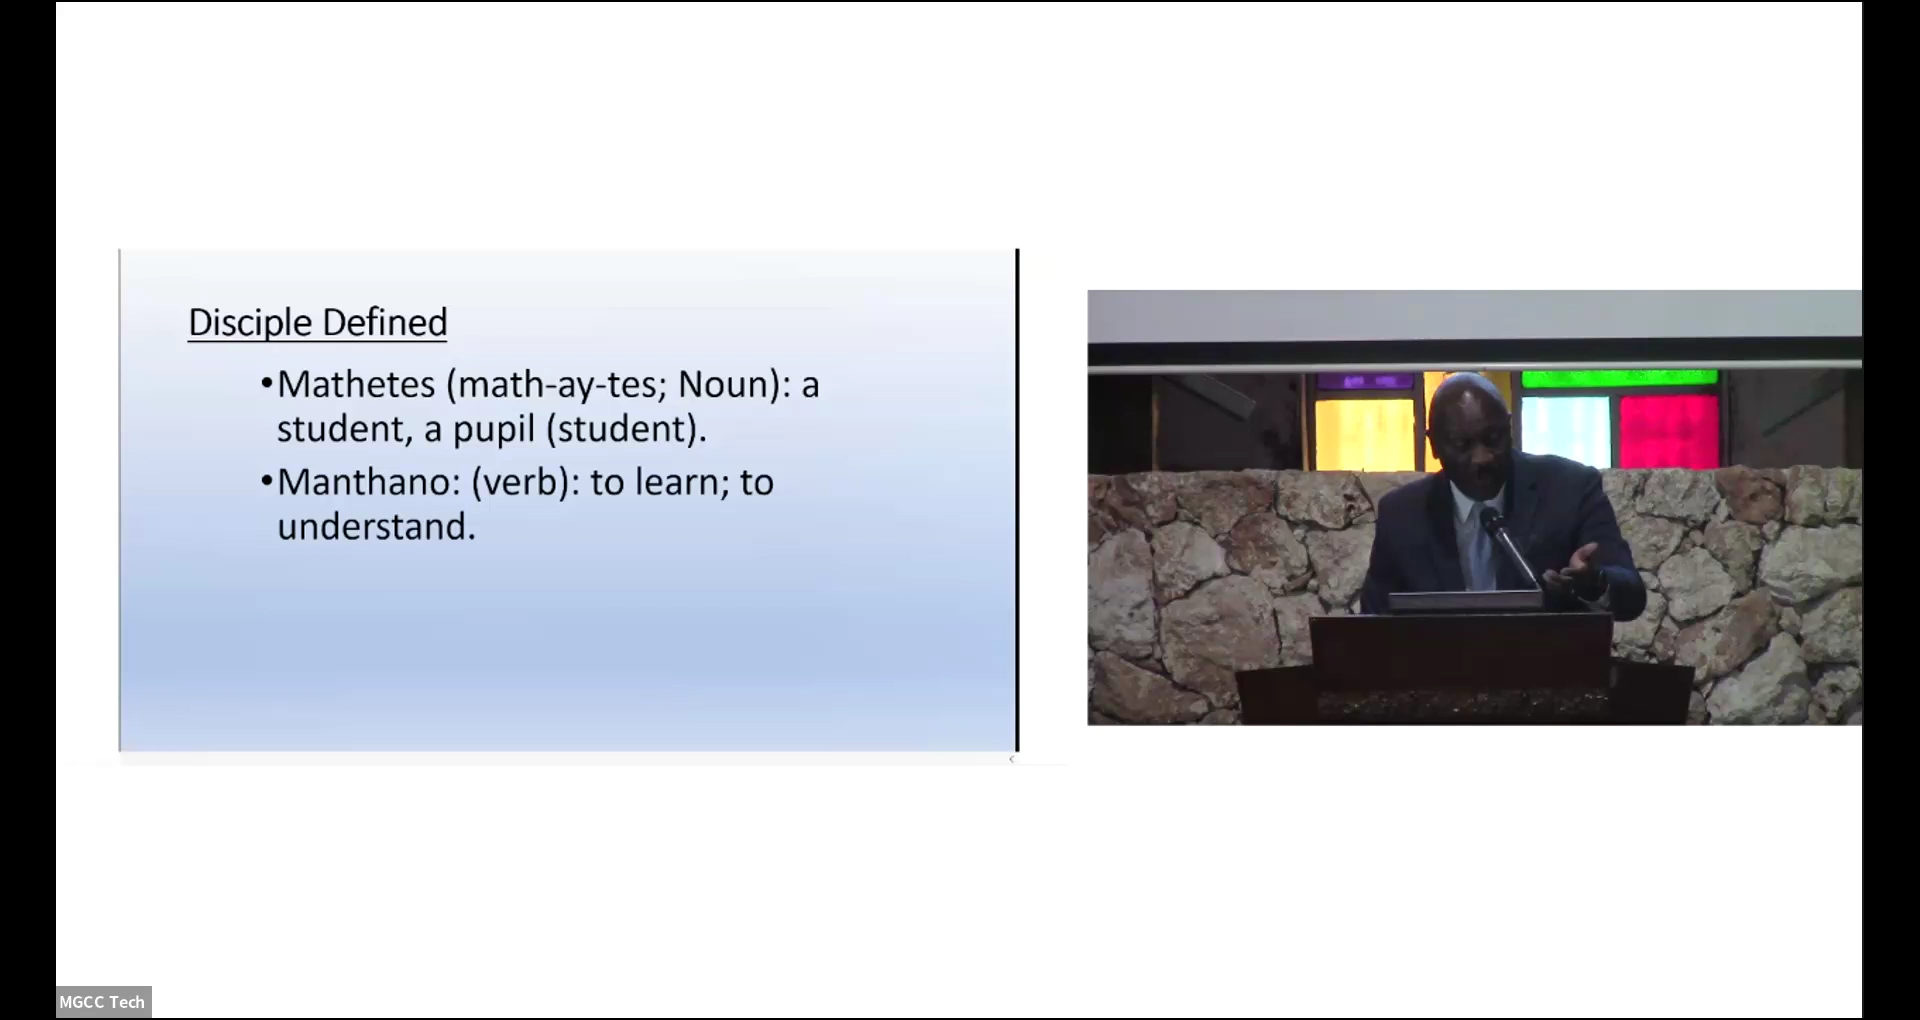 Disciple Defined
•Mathetes (math-ay-tes; Noun): a
student, a pupil (student).
•Manthano: (verb): to learn; to
understand.
MGCC Tech